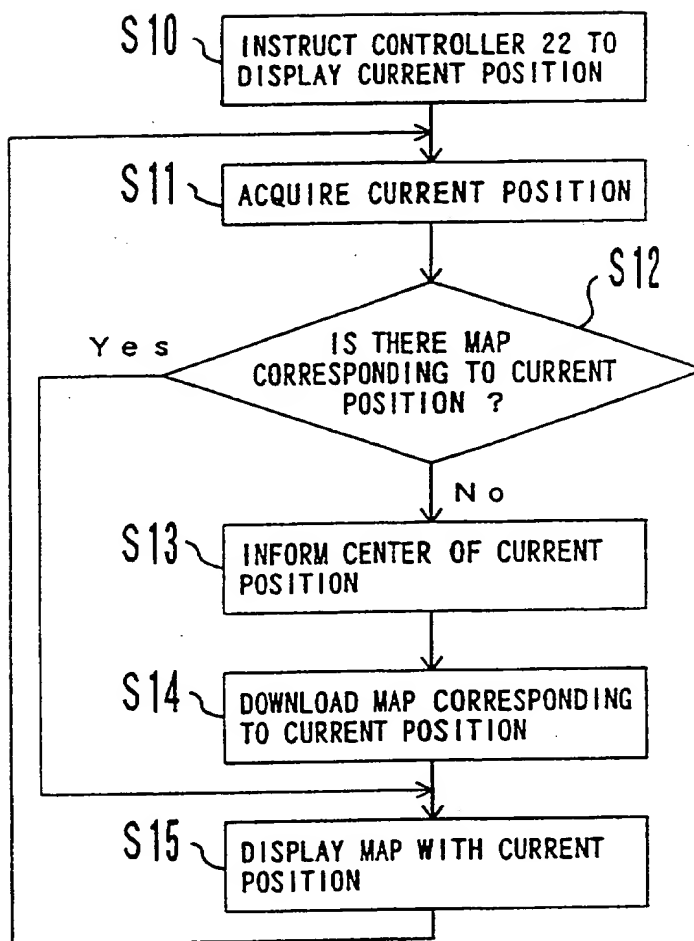 S10
INSTRUCT CONTROLLER 22 TO
DISPLAY CURRENT POSITION
S11
ACQUIRE CURRENT POSITION
S12
IS THERE MAP
CORRESPONDING TO CURRENT
POSITION ?
Yes
No
S13
INFORM CENTER OF CURRENT
POSITION
S14
DOWNLOAD MAP CORRESPONDING
TO CURRENT POSITION
S15
DISPLAY MAP WITH CURRENT
POSITION